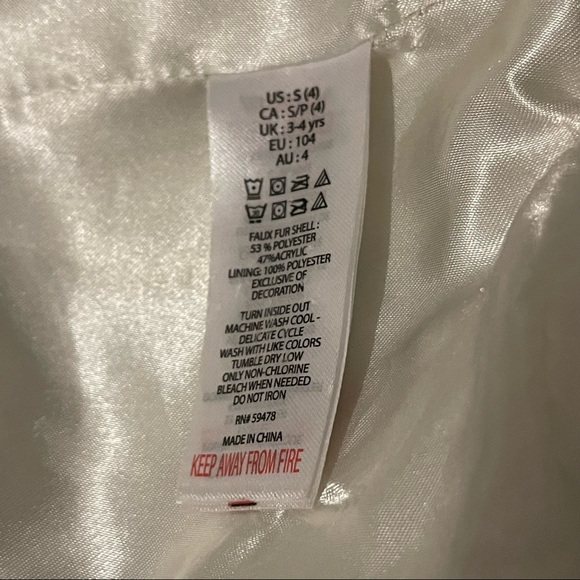 US : S (4)
CA : S/P (4)
UK : 3-4 yrs
EU : 104
AU : 4
FAUX FUR SHELL :
53 % POLYESTER
47%ACRYLIC
LINING: 100% POLYESTER
EXCLUSIVE OF
DECORATION
TURN INSIDE OUT
MACHINE WASH COOL -
DELICATE CYCLE
WASH WITH LIKE COLORS
TUMBLE DRY LOW
ONLY NON-CHLORINE
BLEACH WHEN NEEDED
DO NOT IRON
RN# 59478
MADE IN CHINA
KEEP AWAY FROM FIRE